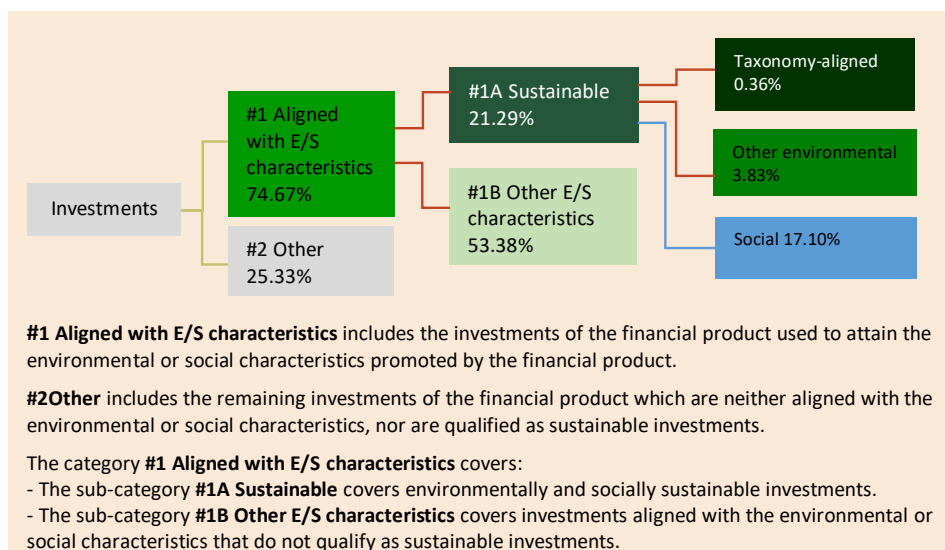 Investments
#1 Aligned
with E/S
characteristics
74.67%
#2 Other
25.33%
#1A Sustainable
21.29%
#1B Other E/S
characteristics
53.38%
Taxonomy-aligned
0.36%
Other environmental
3.83%
Social 17.10%
#1 Aligned with E/S characteristics includes the investments of the financial product used to attain the
environmental or social characteristics promoted by the financial product.
#2Other includes the remaining investments of the financial product which are neither aligned with the
environmental or social characteristics, nor are qualified as sustainable investments.
The category #1 Aligned with E/S characteristics covers:
- The sub-category #1A Sustainable covers environmentally and socially sustainable investments.
- The sub-category #1B Other E/S characteristics covers investments aligned with the environmental or
social characteristics that do not qualify as sustainable investments.